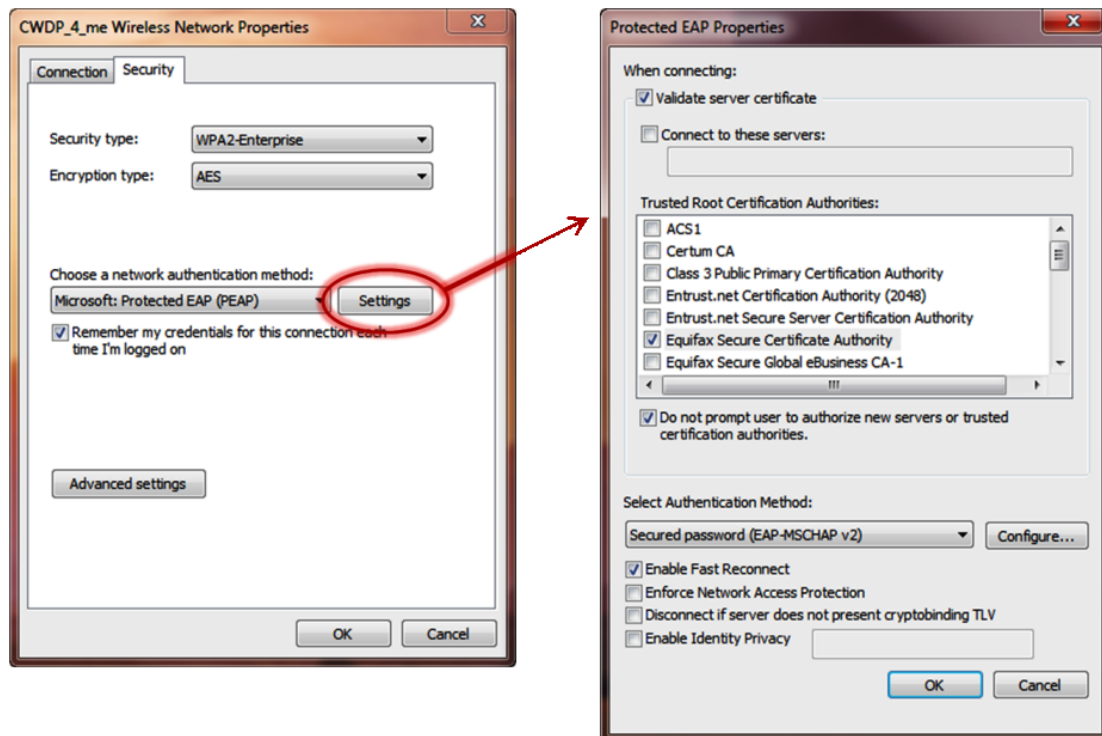 CWDP_4_me Wireless Network Properties
Connection
Security
Security type:
WPA2-Enterprise
Encryption type:
AES
Choose a network authentication method:
Microsoft: Protected EAP (PEAP)
Settings
Remember my credentials for this connection each
time I'm logged on
Advanced settings
OK
Cancel
Protected EAP Properties
When connecting:
Validate server certificate
Connect to these servers:
Trusted Root Certification Authorities:
ACS1
Certum CA
Class 3 Public Primary Certification Authority
Entrust.net Certification Authority (2048)
Entrust.net Secure Server Certification Authority
Equifax Secure Certificate Authority
Equifax Secure Global eBusiness CA-1
Do not prompt user to authorize new servers or trusted
certification authorities.
Select Authentication Method:
Secured password (EAP-MSCHAP v2)
Configure...
Enable Fast Reconnect
Enforce Network Access Protection
Disconnect if server does not present cryptobinding TLV
Enable Identity Privacy
OK
Cancel